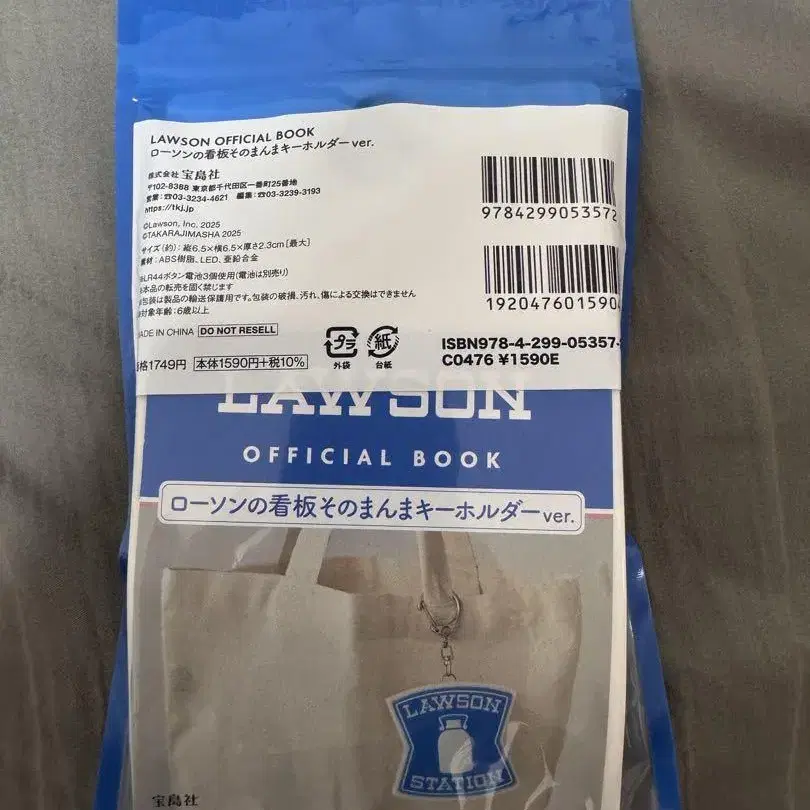 LAWSON OFFICIAL BOOK
ローソンの看板そのまんまキーホルダーver.
株式会社 宝島社
〒102-8388 東京都千代田区一番町25番地
営業:☎03-3234-4621 編集:☎03-3239-3193
https://tkj.jp
©Lawson, Inc. 2025
©TAKARAJIMASHA 2025
サイズ(約):縦6.5×横6.5×厚さ2.3cm[最大]
素材:ABS樹脂、LED、亜鉛合金
LR44ボタン電池3個使用(電池は別売り)
本品の転売を固く禁じます
包装は製品の輸送保護用です。包装の破損、汚れ、傷による交換はできません
対象年齢:6歳以上
MADE IN CHINA DO NOT RESELL
格1749円 本体1590円+税10%
プラ 外袋
紙 台紙
978429905357
192047601590
ISBN978-4-299-05357-
C0476 ¥1590E
LAWSON
OFFICIAL BOOK
ローソンの看板そのまんまキーホルダーver.
LAWSON
STATION
宝島社